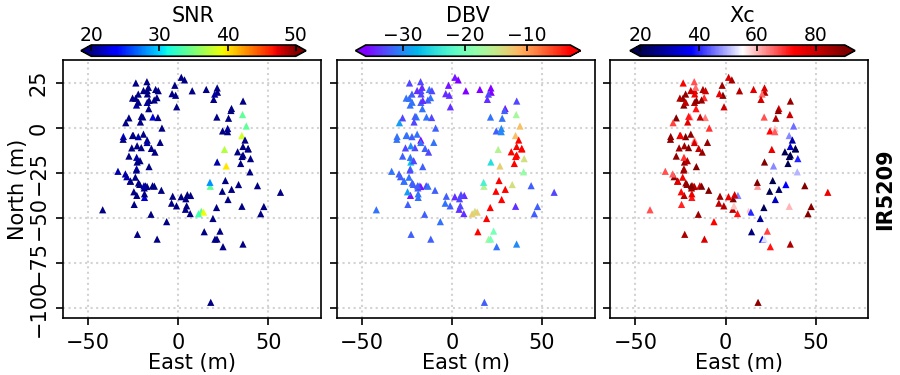 SNR DBV Xc
20 30 40 50 −30 −20 −10 20 40 60 80
25
0
−25
−50
−75
−100
North (m)
IR5209
−50 0 50 −50 0 50 −50 0 50
East (m) East (m) East (m)